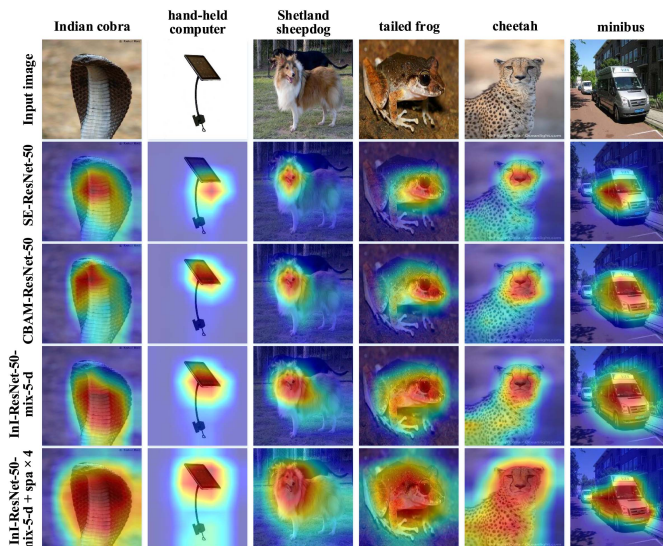 Indian cobra
hand-held
computer
Shetland
sheepdog
tailed frog
cheetah
minibus
Input image
SE-ResNet-50
CBAM-ResNet-50
InI-ResNet-50-
mix-5-d
InI-ResNet-50-
mix-5-d + spa × 4